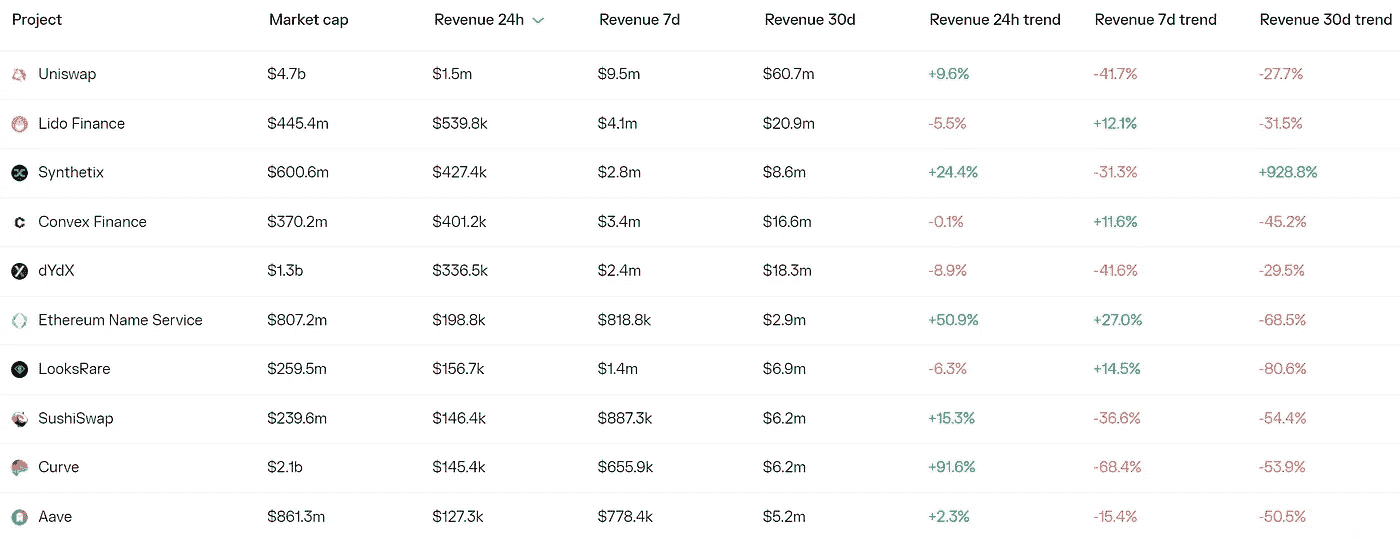 Project Market cap Revenue 24h Revenue 7d Revenue 30d Revenue 24h trend Revenue 7d trend Revenue 30d trend
Uniswap $4.7b $1.5m $9.5m $60.7m +9.6% -41.7% -27.7%
Lido Finance $445.4m $539.8k $4.1m $20.9m -5.5% +12.1% -31.5%
Synthetix $600.6m $427.4k $2.8m $8.6m +24.4% -31.3% +928.8%
Convex Finance $370.2m $401.2k $3.4m $16.6m -0.1% +11.6% -45.2%
dYdX $1.3b $336.5k $2.4m $18.3m -8.9% -41.6% -29.5%
Ethereum Name Service $807.2m $198.8k $818.8k $2.9m +50.9% +27.0% -68.5%
LooksRare $259.5m $156.7k $1.4m $6.9m -6.3% +14.5% -80.6%
SushiSwap $239.6m $146.4k $887.3k $6.2m +15.3% -36.6% -54.4%
Curve $2.1b $145.4k $655.9k $6.2m +91.6% -68.4% -53.9%
Aave $861.3m $127.3k $778.4k $5.2m +2.3% -15.4% -50.5%